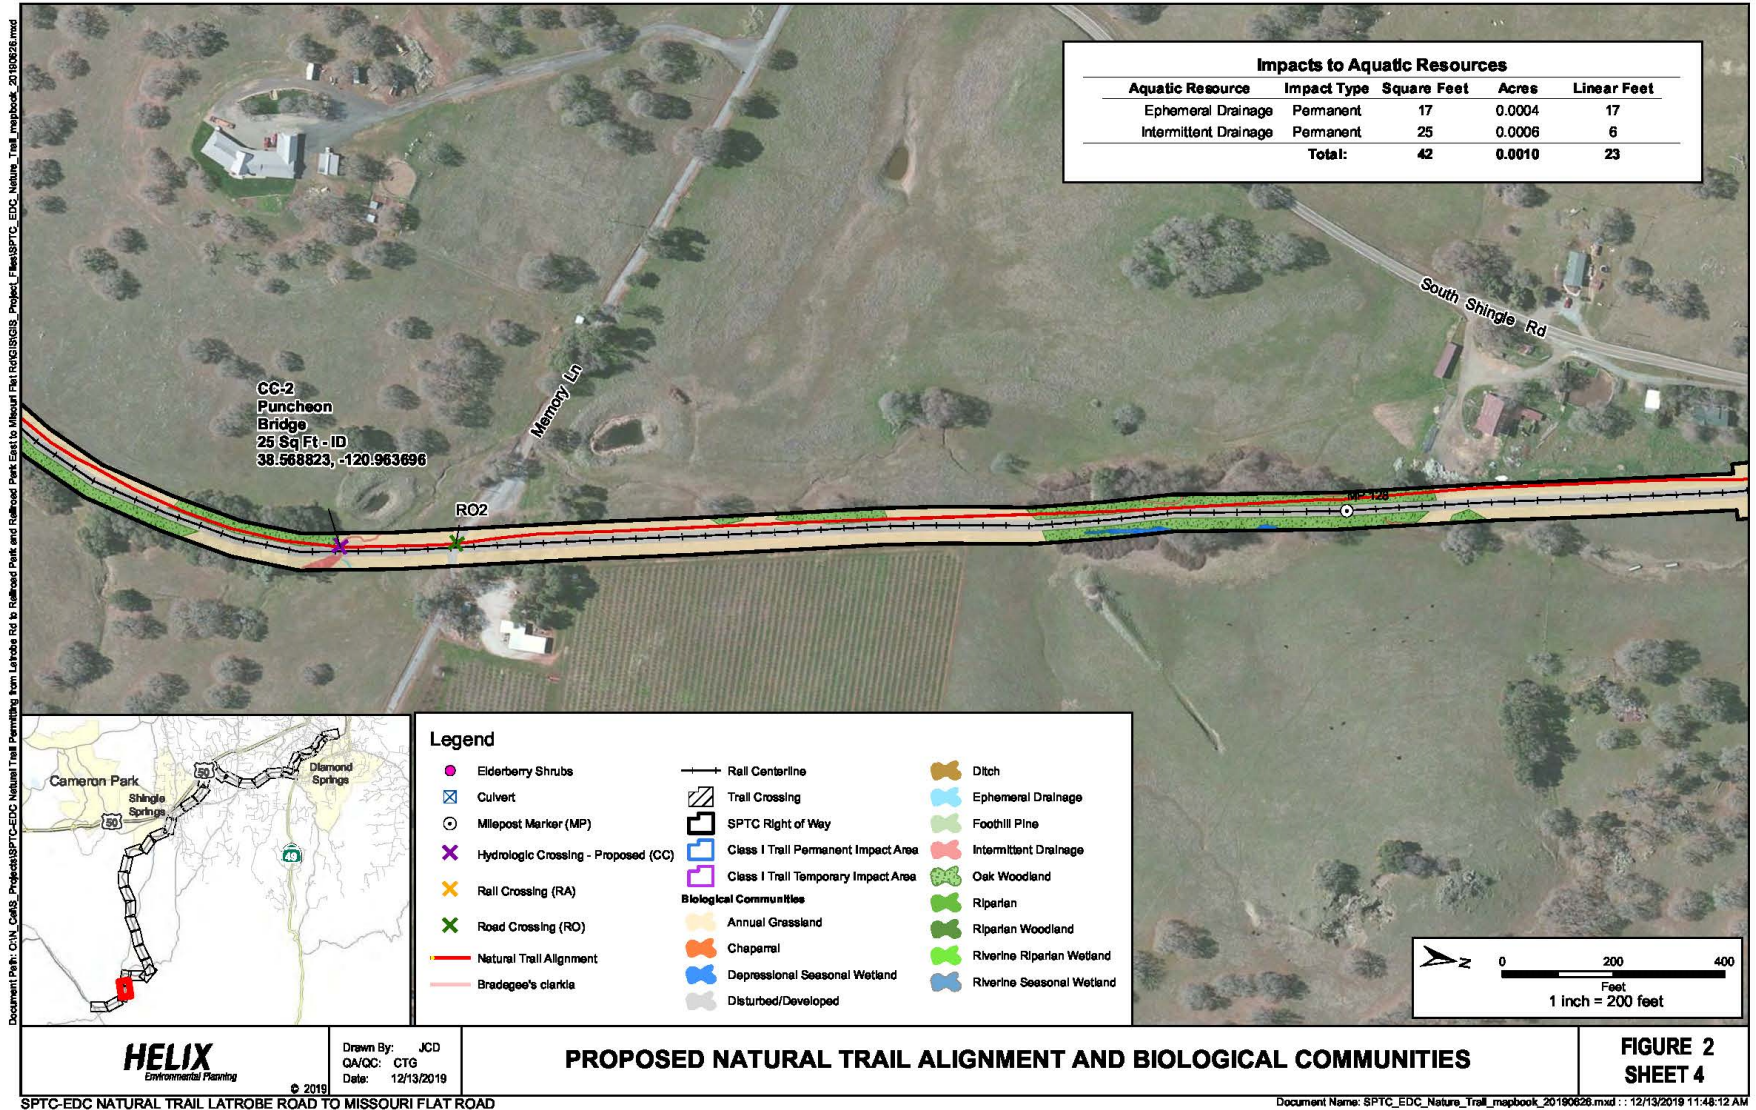 Impacts to Aquatic Resources
Aquatic Resource Impact Type Square Feet Acres Linear Feet
Ephemeral Drainage Permanent 17 0.0004 17
Intermittent Drainage Permanent 25 0.0006 6
Total: 42 0.0010 23
South Shingle Rd
Memory Ln
CC-2
Puncheon
Bridge
25 Sq Ft - ID
38.568823, -120.963696
RO2
MP 128
Cameron Park
Shingle
Springs
Diamond
Springs
50
50
49
Legend
Elderberry Shrubs
Culvert
Milepost Marker (MP)
Hydrologic Crossing - Proposed (CC)
Rail Crossing (RA)
Road Crossing (RO)
Natural Trail Alignment
Bradegee's clarkia
Rail Centerline
Trail Crossing
SPTC Right of Way
Class I Trail Permanent Impact Area
Class I Trail Temporary Impact Area
Biological Communities
Annual Grassland
Chaparral
Depressional Seasonal Wetland
Disturbed/Developed
Ditch
Ephemeral Drainage
Foothill Pine
Intermittent Drainage
Oak Woodland
Riparian
Riparian Woodland
Riverine Riparian Wetland
Riverine Seasonal Wetland
N
0 200 400
Feet
1 inch = 200 feet
HELIX
Environmental Planning
© 2019
Drawn By: JCD
QA/QC: CTG
Date: 12/13/2019
PROPOSED NATURAL TRAIL ALIGNMENT AND BIOLOGICAL COMMUNITIES
FIGURE 2
SHEET 4
SPTC-EDC NATURAL TRAIL LATROBE ROAD TO MISSOURI FLAT ROAD
Document Name: SPTC_EDC_Nature_Trail_mapbook_20190626.mxd : : 12/13/2019 11:48:12 AM